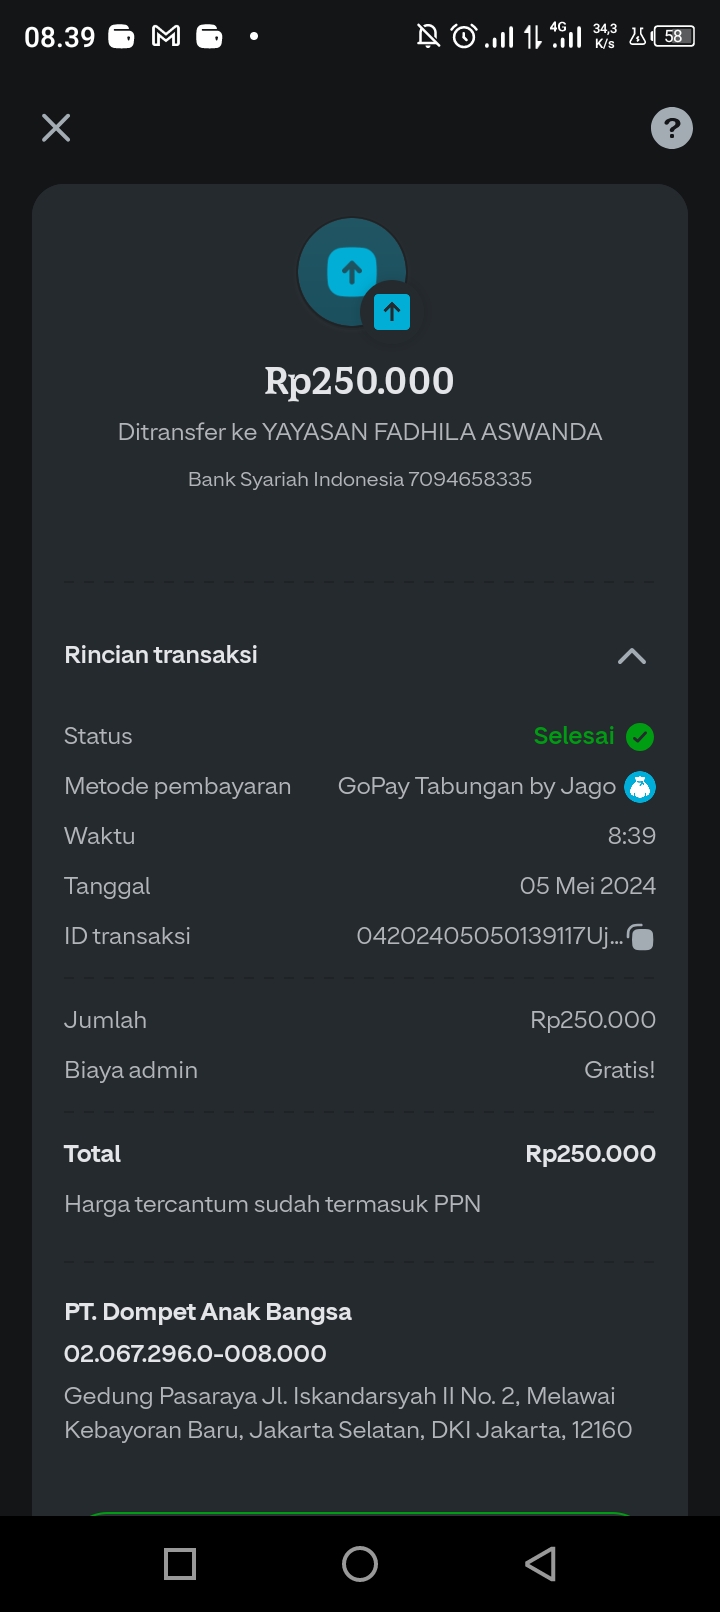 08.39
4G
34,3
K/s
58
?
Rp250.000
Ditransfer ke YAYASAN FADHILA ASWANDA
Bank Syariah Indonesia 7094658335
Rincian transaksi
Status Selesai
Metode pembayaran GoPay Tabungan by Jago
Waktu 8:39
Tanggal 05 Mei 2024
ID transaksi 04202405050139117Uj...
Jumlah Rp250.000
Biaya admin Gratis!
Total Rp250.000
Harga tercantum sudah termasuk PPN
PT. Dompet Anak Bangsa
02.067.296.0-008.000
Gedung Pasaraya Jl. Iskandarsyah II No. 2, Melawai
Kebayoran Baru, Jakarta Selatan, DKI Jakarta, 12160